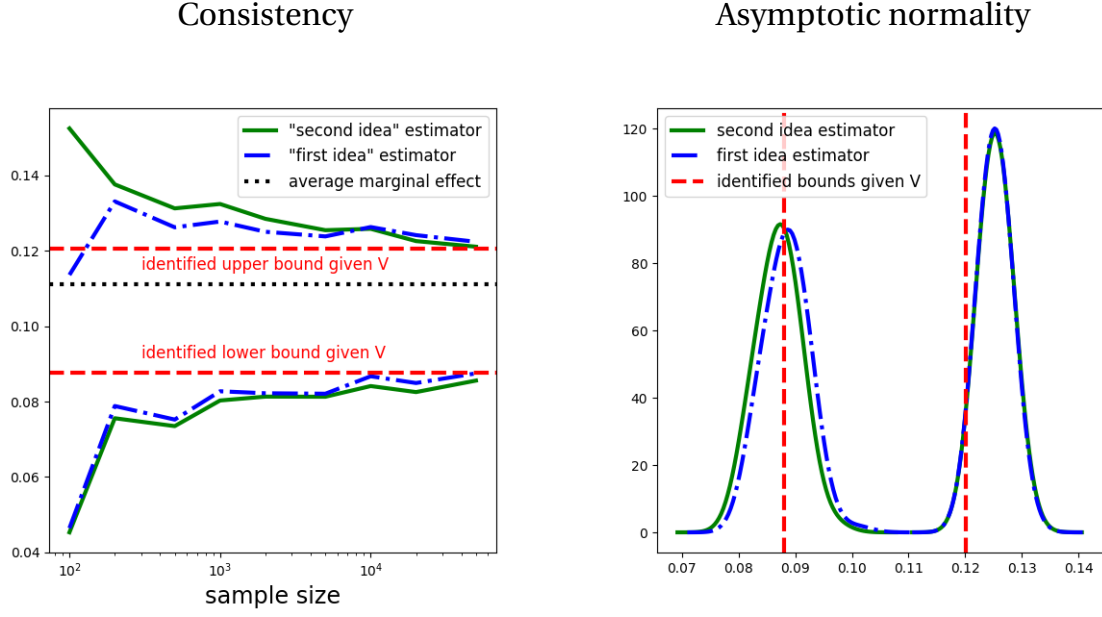 Consistency
Asymptotic normality
"second idea" estimator
"first idea" estimator
average marginal effect
identified upper bound given V
identified lower bound given V
0.14
0.12
0.10
0.08
0.06
0.04
10²
10³
10⁴
sample size
second idea estimator
first idea estimator
identified bounds given V
120
100
80
60
40
20
0
0.07 0.08 0.09 0.10 0.11 0.12 0.13 0.14